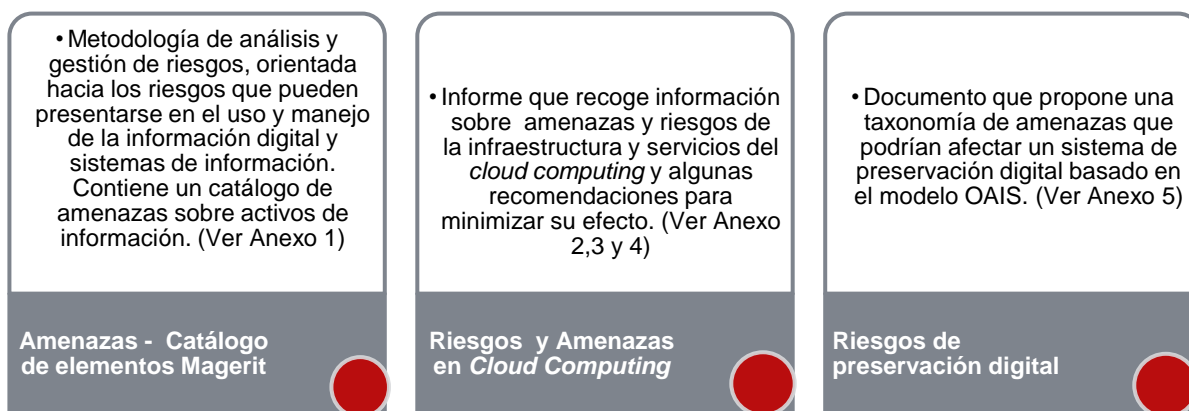 • Metodología de análisis y
gestión de riesgos, orientada
hacia los riesgos que pueden
presentarse en el uso y manejo
de la información digital y
sistemas de información.
Contiene un catálogo de
amenazas sobre activos de
información. (Ver Anexo 1)
Amenazas - Catálogo
de elementos Magerit
• Informe que recoge información
sobre amenazas y riesgos de
la infraestructura y servicios del
cloud computing y algunas
recomendaciones para
minimizar su efecto. (Ver Anexo
2,3 y 4)
Riesgos y Amenazas
en Cloud Computing
• Documento que propone una
taxonomía de amenazas que
podrían afectar un sistema de
preservación digital basado en
el modelo OAIS. (Ver Anexo 5)
Riesgos de
preservación digital